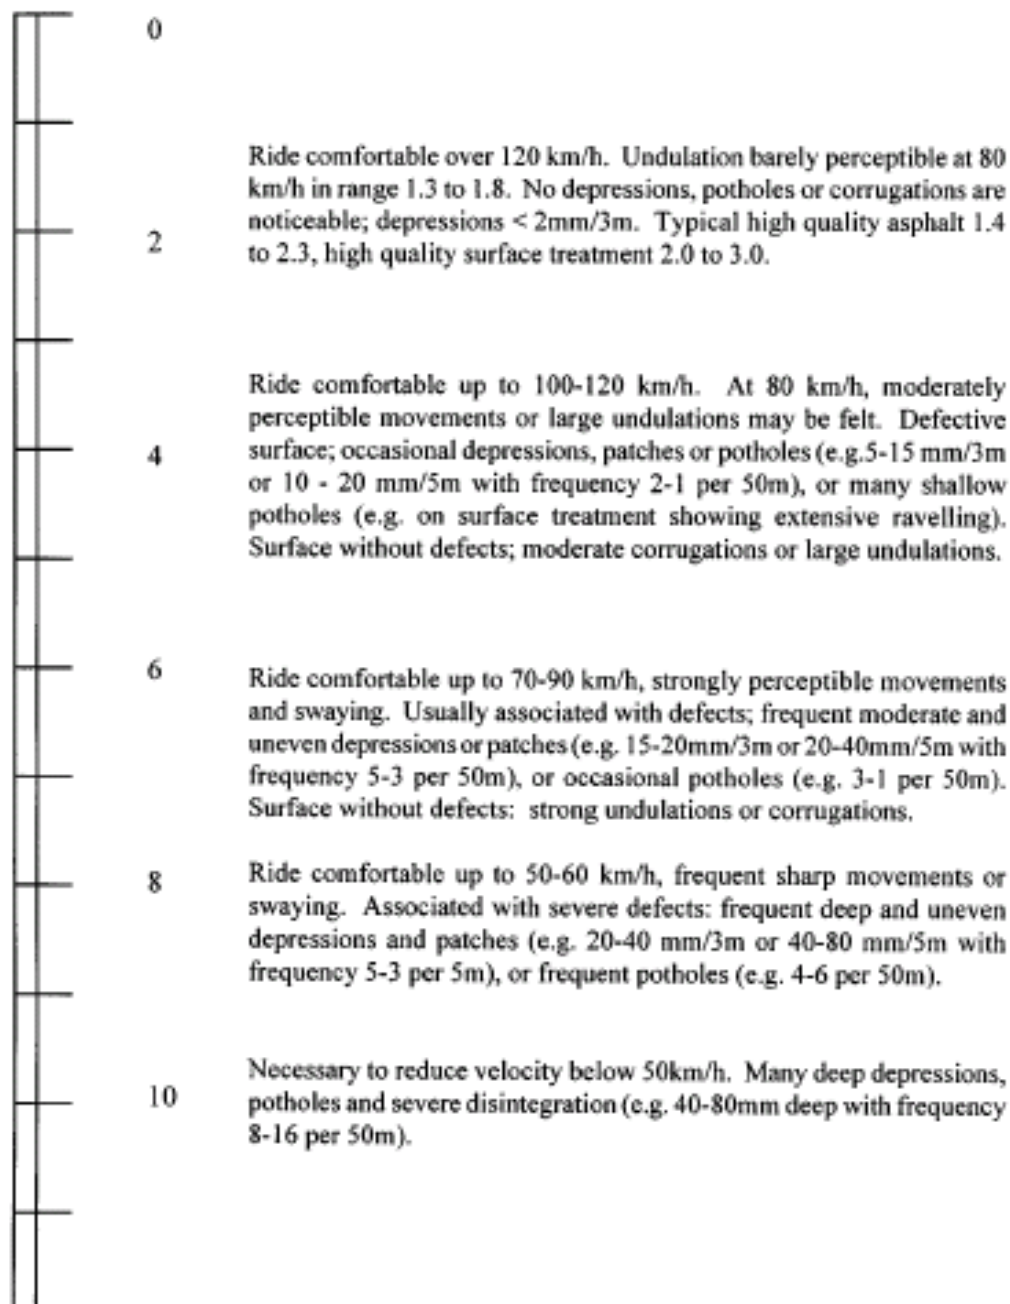 0
Ride comfortable over 120 km/h. Undulation barely perceptible at 80
km/h in range 1.3 to 1.8. No depressions, potholes or corrugations are
noticeable; depressions < 2mm/3m. Typical high quality asphalt 1.4
2
to 2.3, high quality surface treatment 2.0 to 3.0.
Ride comfortable up to 100-120 km/h. At 80 km/h, moderately
perceptible movements or large undulations may be felt. Defective
4
surface; occasional depressions, patches or potholes (e.g.5-15 mm/3m
or 10 - 20 mm/5m with frequency 2-1 per 50m), or many shallow
potholes (e.g. on surface treatment showing extensive ravelling).
Surface without defects; moderate corrugations or large undulations.
6
Ride comfortable up to 70-90 km/h, strongly perceptible movements
and swaying. Usually associated with defects; frequent moderate and
uneven depressions or patches (e.g. 15-20mm/3m or 20-40mm/5m with
frequency 5-3 per 50m), or occasional potholes (e.g. 3-1 per 50m).
Surface without defects: strong undulations or corrugations.
8
Ride comfortable up to 50-60 km/h, frequent sharp movements or
swaying. Associated with severe defects: frequent deep and uneven
depressions and patches (e.g. 20-40 mm/3m or 40-80 mm/5m with
frequency 5-3 per 5m), or frequent potholes (e.g. 4-6 per 50m).
Necessary to reduce velocity below 50km/h. Many deep depressions,
10
potholes and severe disintegration (e.g. 40-80mm deep with frequency
8-16 per 50m).